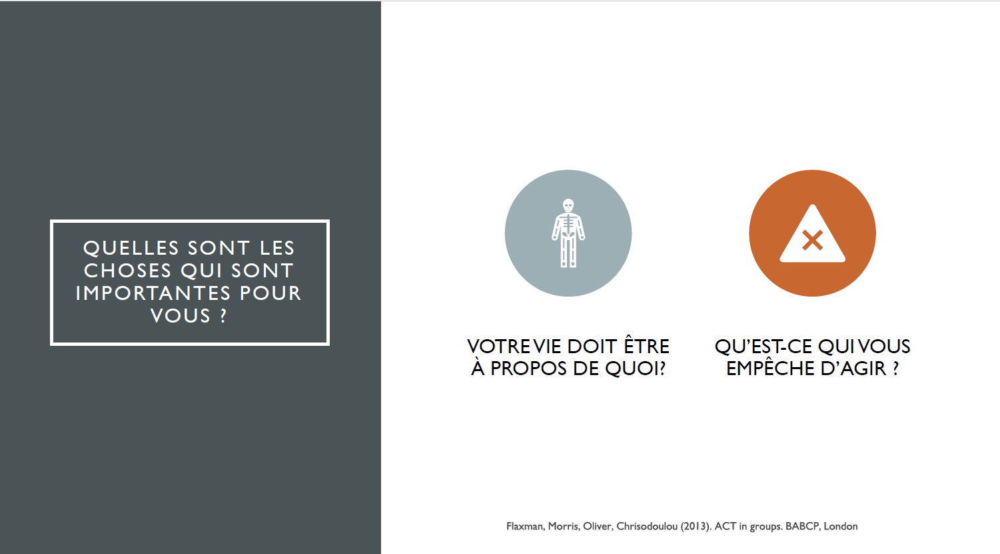 QUELLES SONT LES
CHOSES QUI SONT
IMPORTANTES POUR
VOUS ?
VOTRE VIE DOIT ÊTRE
À PROPOS DE QUOI?
QU'EST-CE QUI VOUS
EMPÊCHE D'AGIR ?
Flaxman, Morris, Oliver, Chrisodoulou (2013). ACT in groups. BABCP, London